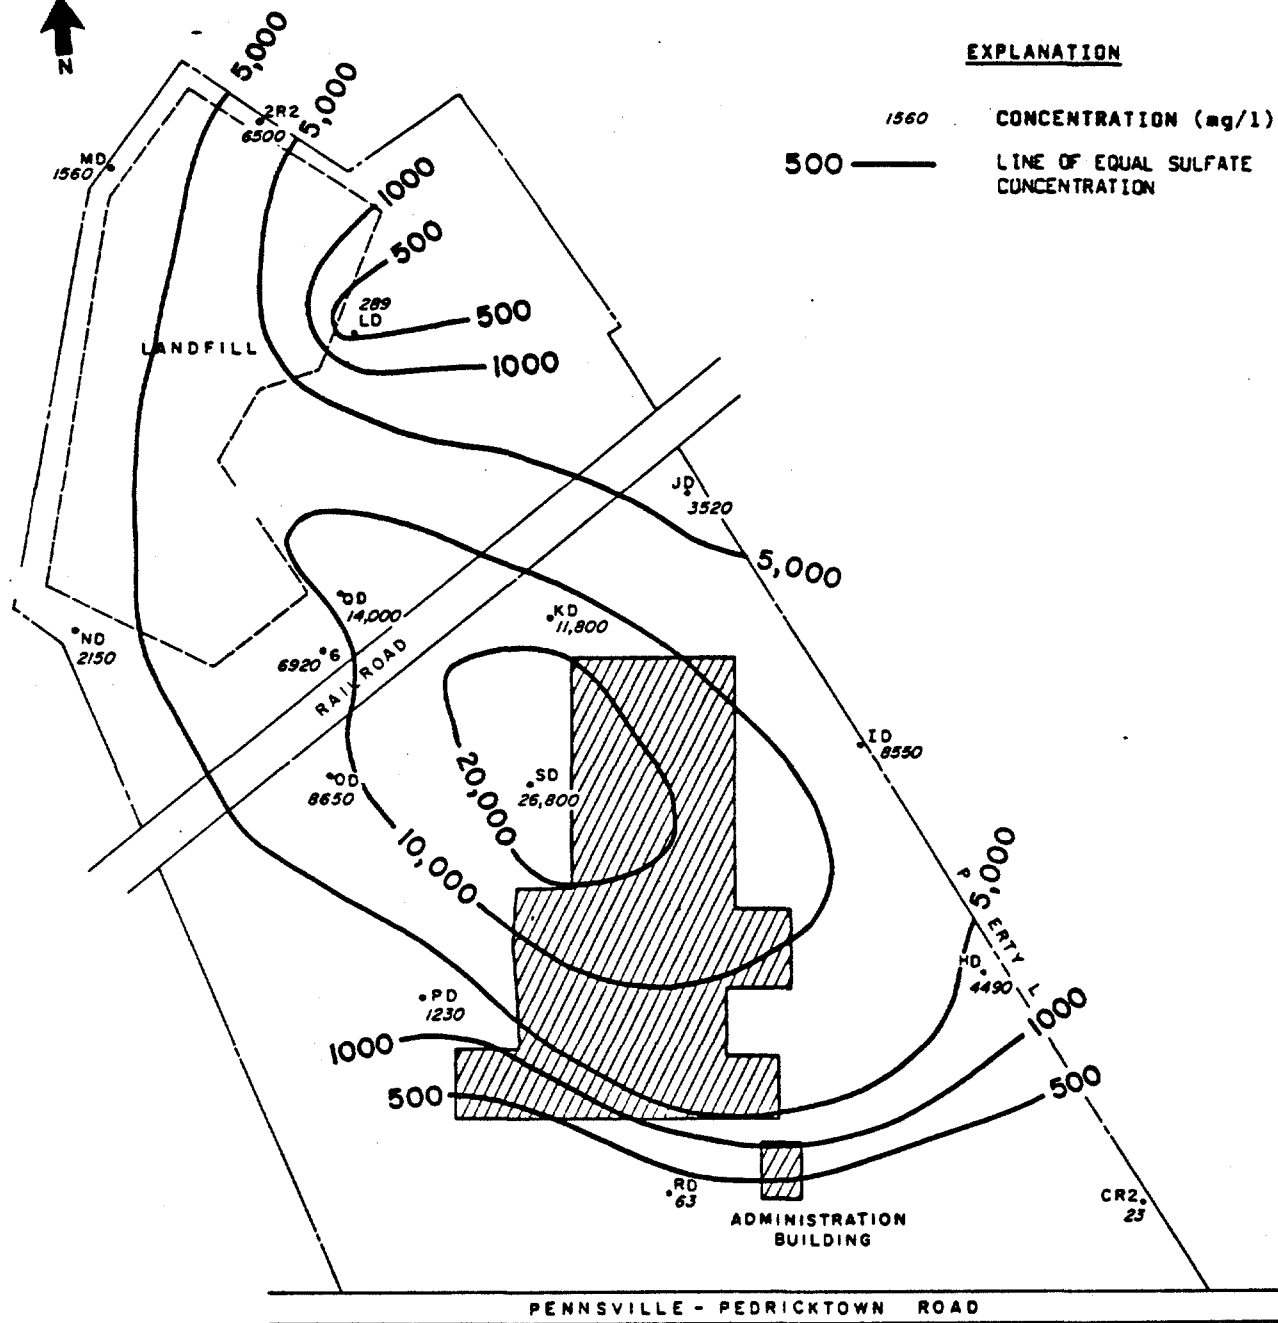 N
EXPLANATION
1560 CONCENTRATION (mg/l)
500 LINE OF EQUAL SULFATE
CONCENTRATION
5,000
5,000
2R2
6500
MD
1560
1000
500
289
LD
500
1000
LANDFILL
JD
3520
5,000
OD
14,000
KD
11,800
ND
2150
6920 6
RAILROAD
ID
8550
OD
8650
20,000
SD
26,800
10,000
5,000
P ERTY L
HD
4490
PD
1230
1000
1000
500
500
RD
63
CR2
23
ADMINISTRATION
BUILDING
PENNSVILLE - PEDRICKTOWN ROAD